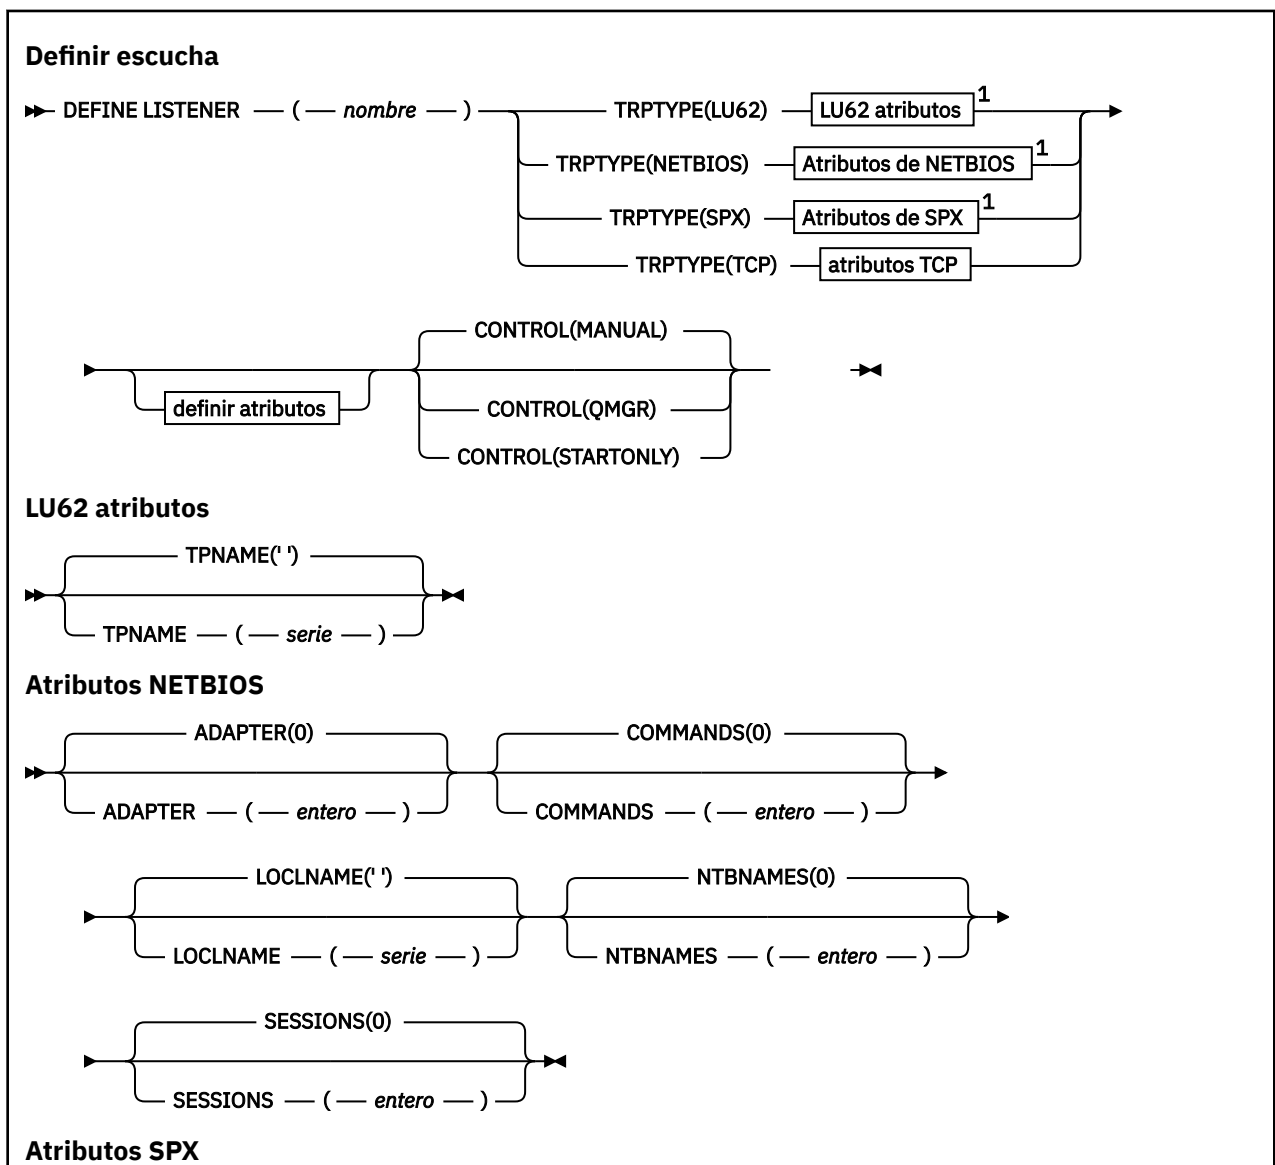 Definir escucha
DEFINE LISTENER ( nombre ) TRPTYPE(LU62) LU62 atributos 1
TRPTYPE(NETBIOS) Atributos de NETBIOS 1
TRPTYPE(SPX) Atributos de SPX 1
TRPTYPE(TCP) atributos TCP
CONTROL(MANUAL)
definir atributos CONTROL(QMGR)
CONTROL(STARTONLY)
LU62 atributos
TPNAME(' ')
TPNAME ( serie )
Atributos NETBIOS
ADAPTER(0) COMMANDS(0)
ADAPTER ( entero ) COMMANDS ( entero )
LOCLNAME(' ') NTBNAMES(0)
LOCLNAME ( serie ) NTBNAMES ( entero )
SESSIONS(0)
SESSIONS ( entero )
Atributos SPX